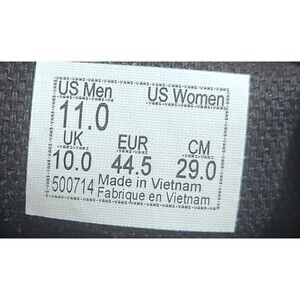 US Men US Women
11.0
UK EUR CM
10.0 44.5 29.0
500714 Made in Vietnam
Fabrique en Vietnam